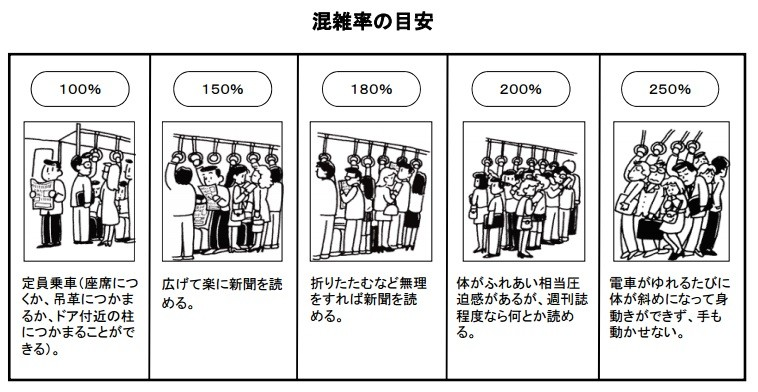 混雑率の目安
100%
150%
180%
200%
250%
定員乗車(座席につ
くか、吊革につかま
るか、ドア付近の柱
につかまることがで
きる)。
広げて楽に新聞を読
める。
折りたたむなど無理
をすれば新聞を読
める。
体がふれあい相当圧
迫感があるが、週刊誌
程度なら何とか読め
る。
電車がゆれるたびに
体が斜めになって身
動きができず、手も
動かせない。